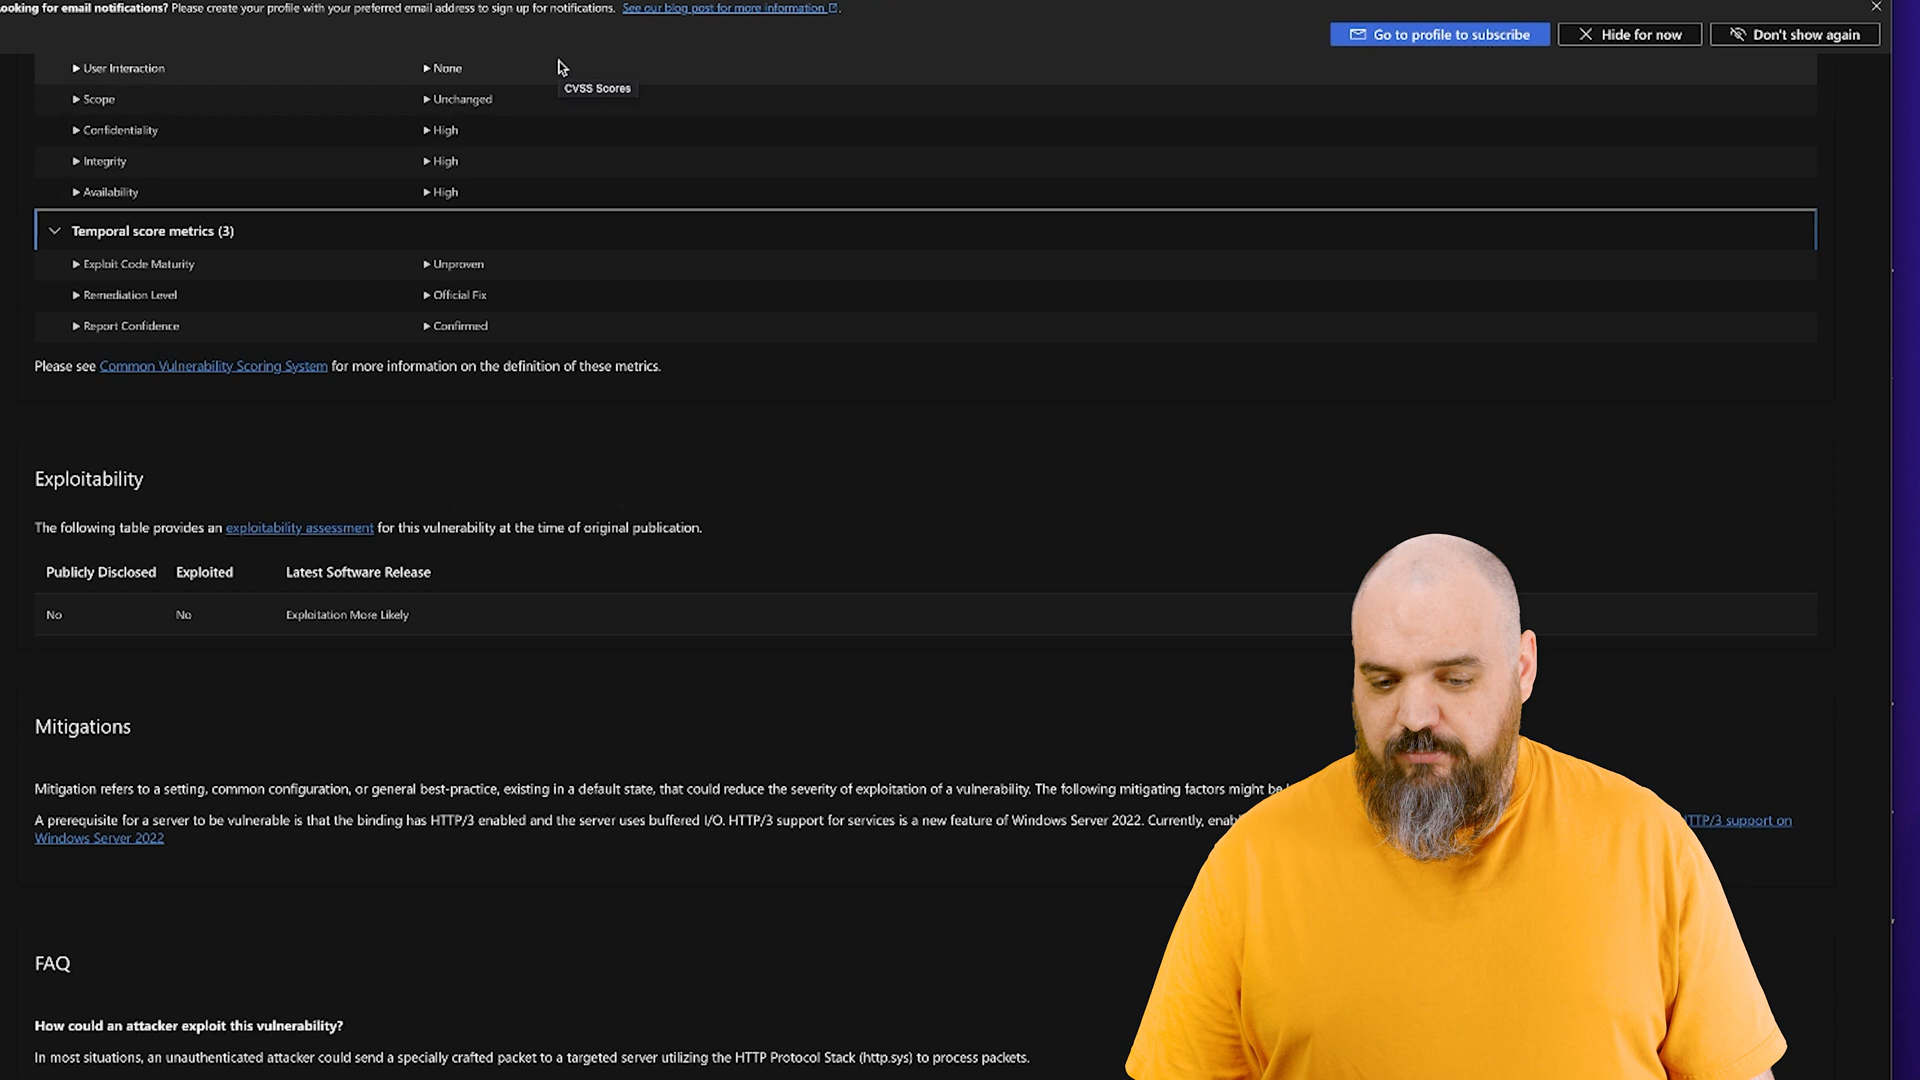 ooking for email notifications? Please create your profile with your preferred email address to sign up for notifications. See our blog post for more information.
Go to profile to subscribe
Hide for now
Don't show again
User Interaction None
CVSS Scores
Scope Unchanged
Confidentiality High
Integrity High
Availability High
Temporal score metrics (3)
Exploit Code Maturity Unproven
Remediation Level Official Fix
Report Confidence Confirmed
Please see Common Vulnerability Scoring System for more information on the definition of these metrics.
Exploitability
The following table provides an exploitability assessment for this vulnerability at the time of original publication.
Publicly Disclosed Exploited Latest Software Release
No No Exploitation More Likely
Mitigations
Mitigation refers to a setting, common configuration, or general best-practice, existing in a default state, that could reduce the severity of exploitation of a vulnerability. The following mitigating factors might be
A prerequisite for a server to be vulnerable is that the binding has HTTP/3 enabled and the server uses buffered I/O. HTTP/3 support for services is a new feature of Windows Server 2022. Currently, enab TTP/3 support on
Windows Server 2022
FAQ
How could an attacker exploit this vulnerability?
In most situations, an unauthenticated attacker could send a specially crafted packet to a targeted server utilizing the HTTP Protocol Stack (http.sys) to process packets.